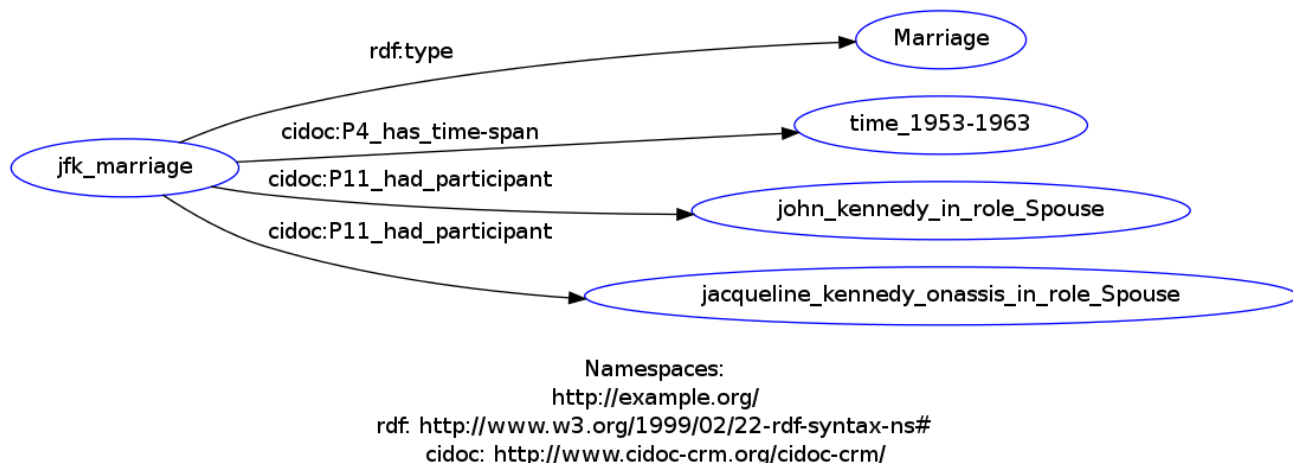 rdf:type
Marriage
cidoc:P4_has_time-span
time_1953-1963
jfk_marriage
cidoc:P11_had_participant
john_kennedy_in_role_Spouse
cidoc:P11_had_participant
jacqueline_kennedy_onassis_in_role_Spouse
Namespaces:
http://example.org/
rdf: http://www.w3.org/1999/02/22-rdf-syntax-ns#
cidoc: http://www.cidoc-crm.org/cidoc-crm/